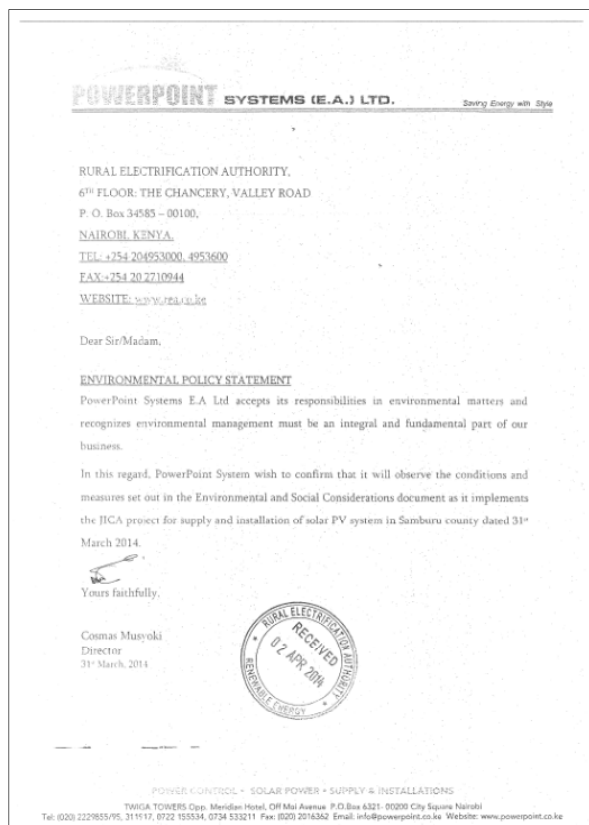 POWERPOINT SYSTEMS (E.A.) LTD.
Saving Energy with Style
RURAL ELECTRIFICATION AUTHORITY,
6TH FLOOR: THE CHANCERY, VALLEY ROAD
P. O. Box 34585 – 00100,
NAIROBI, KENYA.
TEL: +254 204953000, 4953600
FAX:+254 20 2710944
WEBSITE: www.rea.co.ke
Dear Sir/Madam,
ENVIRONMENTAL POLICY STATEMENT
PowerPoint Systems E.A Ltd accepts its responsibilities in environmental matters and
recognizes environmental management must be an integral and fundamental part of our
business.
In this regard, PowerPoint System wish to confirm that it will observe the conditions and
measures set out in the Environmental and Social Considerations document as it implements
the JICA project for supply and installation of solar PV system in Samburu county dated 31st
March 2014.
Yours faithfully,
Cosmas Musyoki
Director
31st March, 2014
RURAL ELECTRIFICATION AUTHORITY
RECEIVED
02 APR 2014
RENEWABLE ENERGY
POWER CONTROL • SOLAR POWER • SUPPLY & INSTALLATIONS
TWIGA TOWERS Opp. Meridian Hotel, Off Moi Avenue P.O.Box 6321- 00200 City Square Nairobi
Tel: (020) 2229855/95, 311517, 0722 155534, 0734 533211 Fax: (020) 2016362 Email: info@powerpoint.co.ke Website: www.powerpoint.co.ke